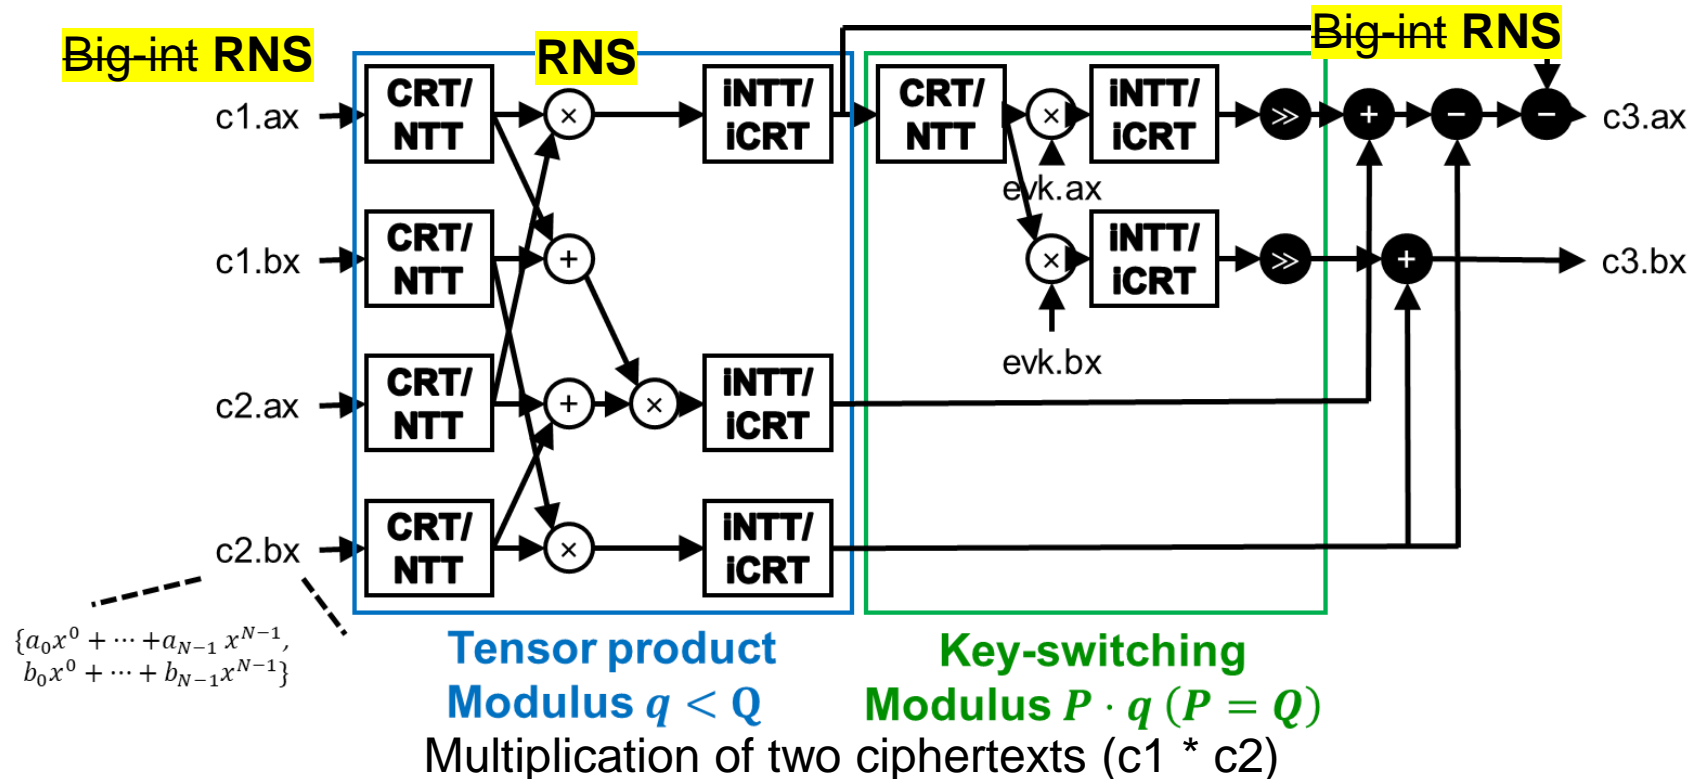 Big-int RNS
RNS
Big-int RNS
c1.ax
CRT/
NTT
×
iNTT/
iCRT
CRT/
NTT
×
iNTT/
iCRT
≫
+
−
−
c3.ax
evk.ax
c1.bx
CRT/
NTT
+
×
iNTT/
iCRT
≫
+
c3.bx
evk.bx
c2.ax
CRT/
NTT
+
×
iNTT/
iCRT
c2.bx
CRT/
NTT
×
iNTT/
iCRT
{a₀x⁰ + ⋯ +a_{N−1} x^{N−1},
b₀x⁰ + ⋯ + b_{N−1}x^{N−1}}
Tensor product
Modulus q < Q
Key-switching
Modulus P · q (P = Q)
Multiplication of two ciphertexts (c1 * c2)